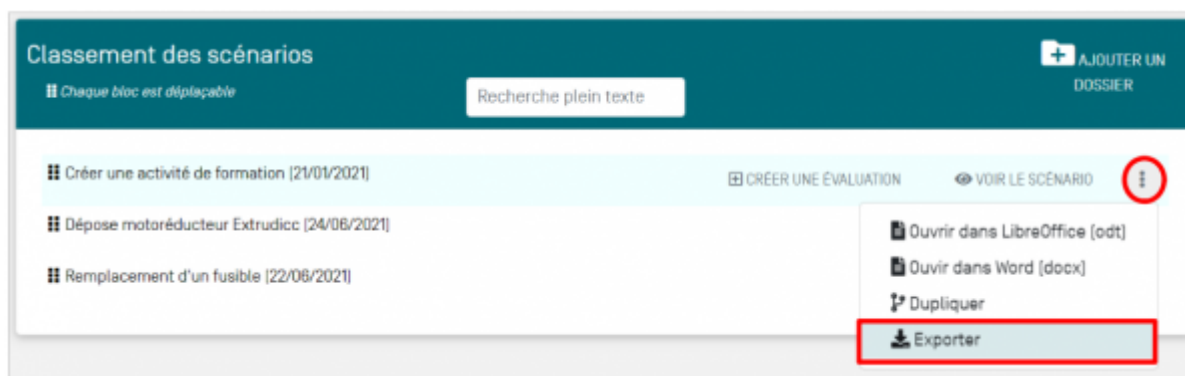 Classement des scénarios
AJOUTER UN
DOSSIER
Chaque bloc est déplaçable
Recherche plein texte
Créer une activité de formation [21/01/2021]
CRÉER UNE ÉVALUATION
VOIR LE SCÉNARIO
Dépose motoréducteur Extrudicc [24/06/2021]
Remplacement d'un fusible [22/06/2021]
Ouvrir dans LibreOffice [odt]
Ouvir dans Word [docx]
Dupliquer
Exporter